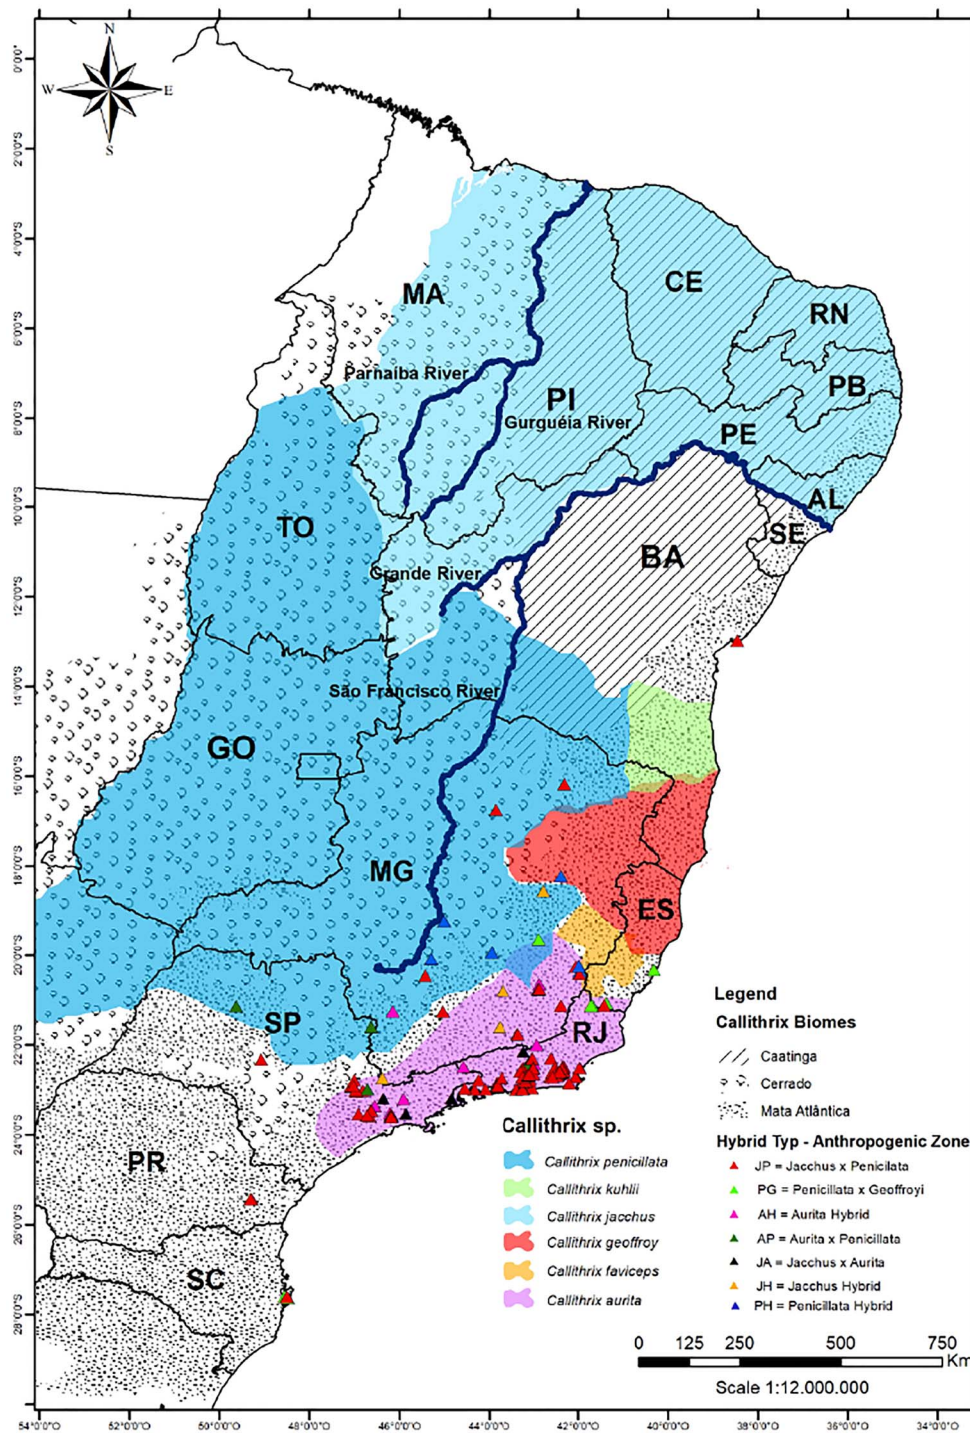 N
W E
S
0°0'0"
2°0'0"S
4°0'0"S
6°0'0"S
8°0'0"S
10°0'0"S
12°0'0"S
14°0'0"S
16°0'0"S
18°0'0"S
20°0'0"S
22°0'0"S
24°0'0"S
26°0'0"S
28°0'0"S
MA
CE
RN
Parnaíba River
PB
PI
Gurguéia River
PE
AL
TO
SE
BA
Grande River
São Francisco River
GO
MG
ES
SP
RJ
PR
SC
Legend
Callithrix Biomes
Caatinga
Cerrado
Mata Atlântica
Callithrix sp.
Callithrix penicillata
Callithrix kuhlii
Callithrix jacchus
Callithrix geoffroy
Callithrix faviceps
Callithrix aurita
Hybrid Typ - Anthropogenic Zone
JP = Jacchus x Penicilata
PG = Penicillata x Geoffroyi
AH = Aurita Hybrid
AP = Aurita x Penicillata
JA = Jacchus x Aurita
JH = Jacchus Hybrid
PH = Penicillata Hybrid
0 125 250 500 750
Km
Scale 1:12.000.000
54°0'0"O 52°0'0"O 50°0'0"O 48°0'0"O 46°0'0"O 44°0'0"O 42°0'0"O 40°0'0"O 38°0'0"O 36°0'0"O 34°0'0"O